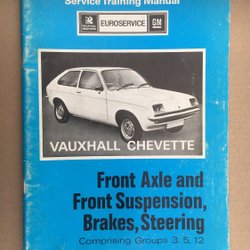 Service Training Manual
EUROSERVICE
GM
VAUXHALL CHEVETTE
Front Axle and
Front Suspension,
Brakes, Steering
Comprising Groups 3, 5, 12